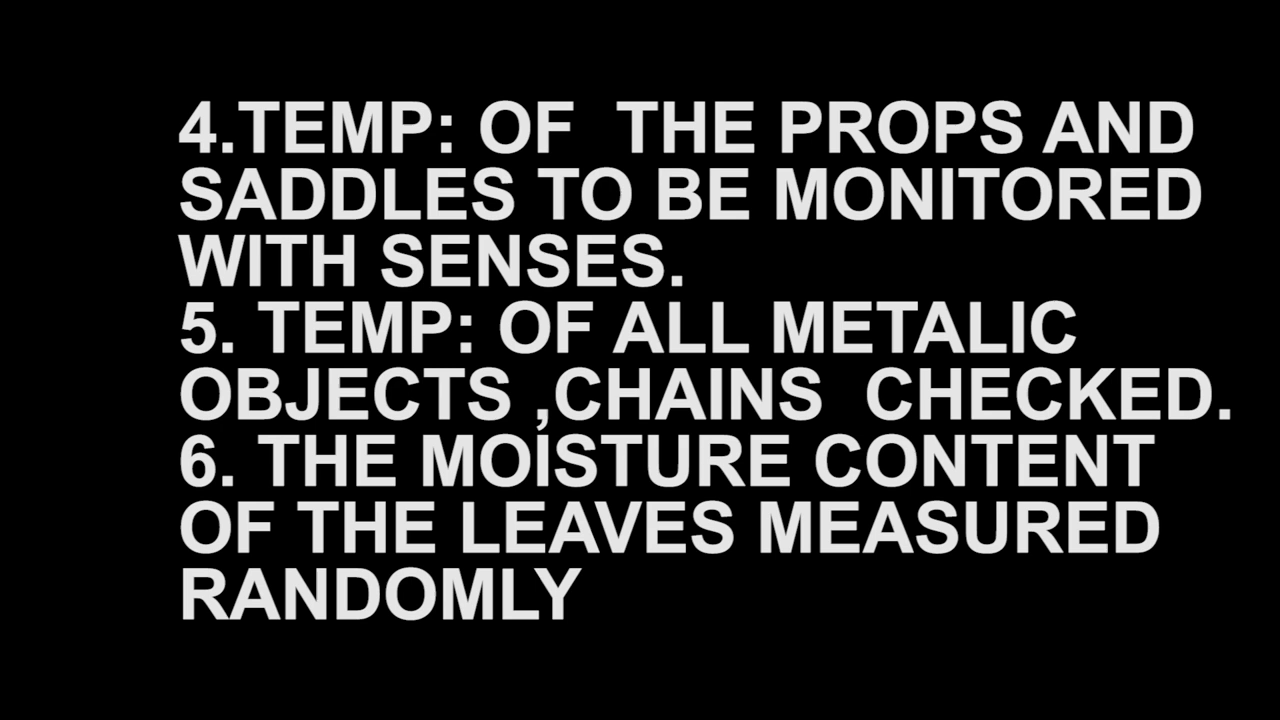 4.TEMP: OF THE PROPS AND
SADDLES TO BE MONITORED
WITH SENSES.
5. TEMP: OF ALL METALIC
OBJECTS ,CHAINS CHECKED.
6. THE MOISTURE CONTENT
OF THE LEAVES MEASURED
RANDOMLY